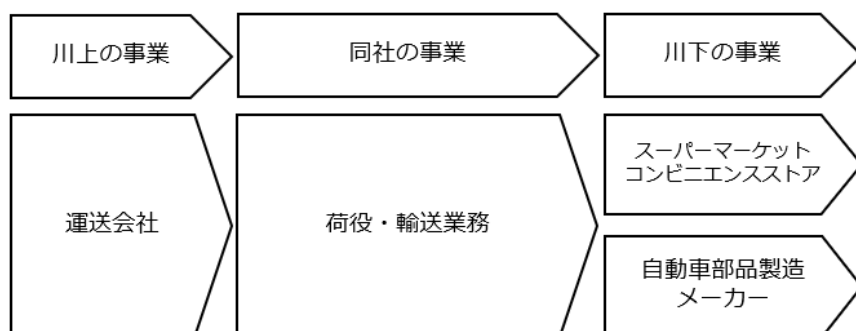 川上の事業
同社の事業
川下の事業
運送会社
荷役・輸送業務
スーパーマーケット
コンビニエンスストア
自動車部品製造
メーカー